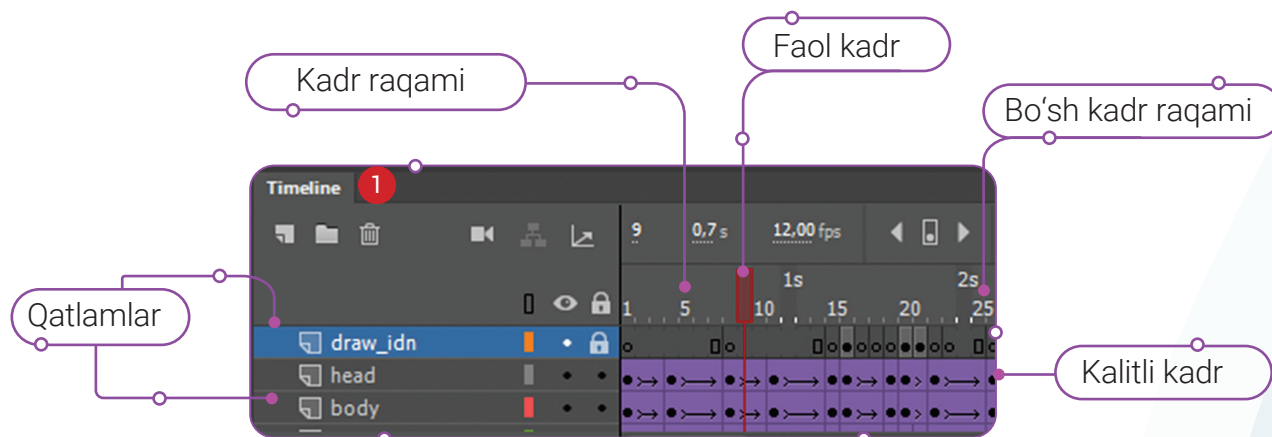 Faol kadr
Kadr raqami
Bo‘sh kadr raqami
Timeline 1
9 0,7 s 12,00 fps
1s 2s
1 5 10 15 20 25
Qatlamlar
draw_idn
head
Kalitli kadr
body